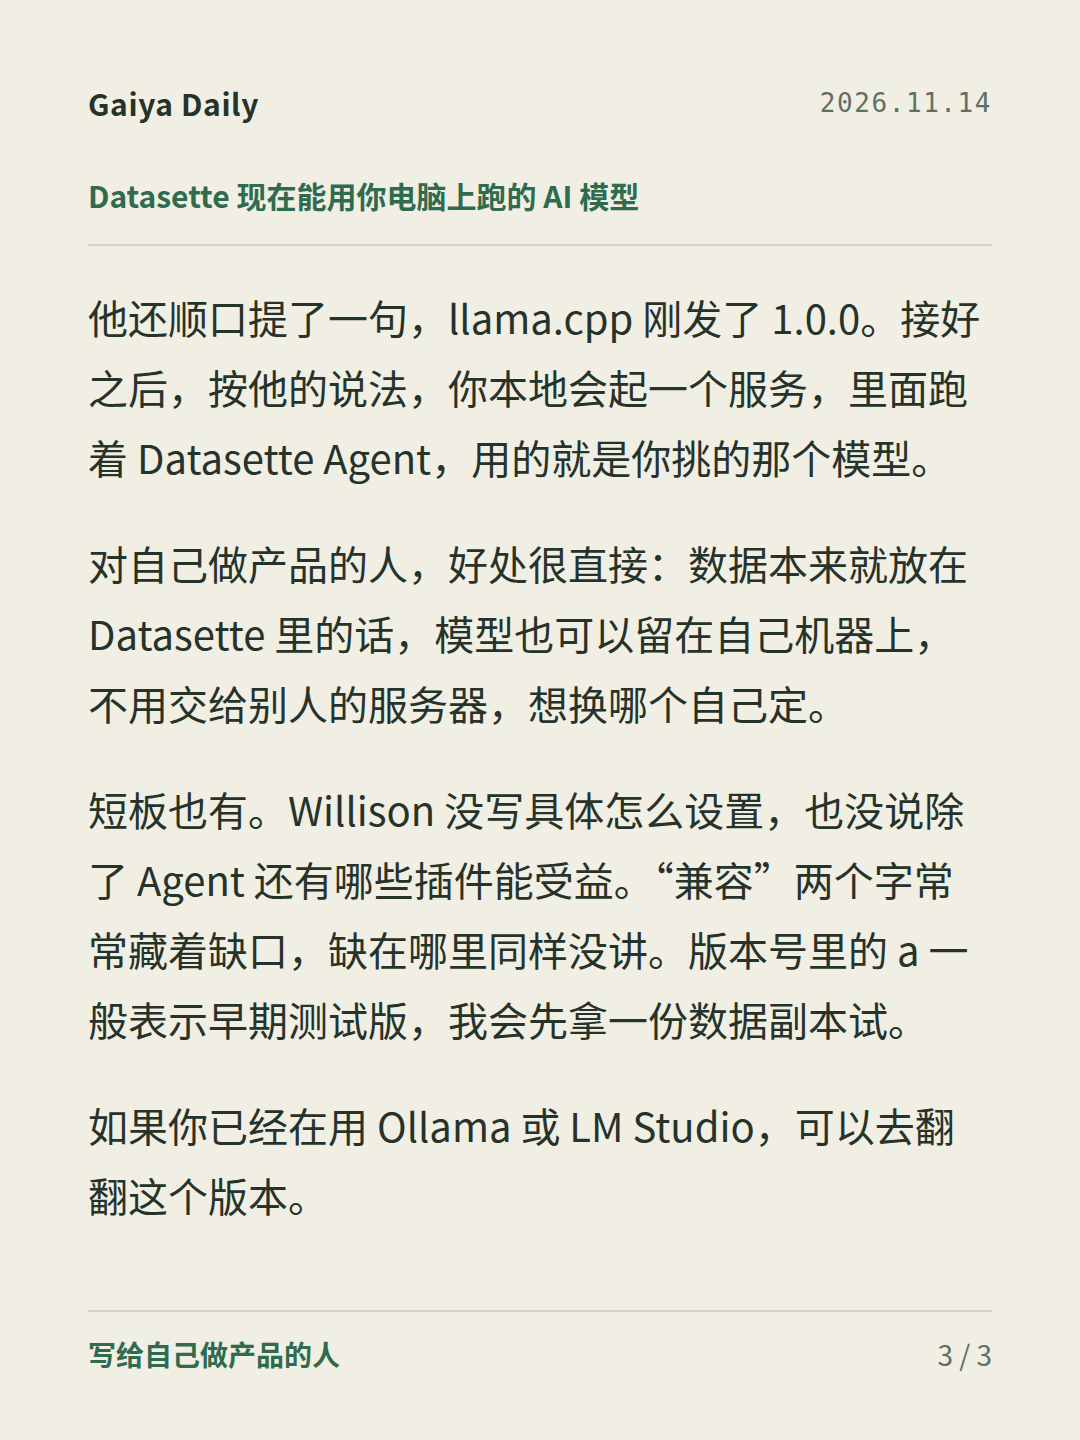 Gaiya Daily
2026.11.14
Datasette 现在能用你电脑上跑的 AI 模型
他还顺口提了一句，llama.cpp 刚发了 1.0.0。接好
之后，按他的说法，你本地会起一个服务，里面跑
着 Datasette Agent，用的就是你挑的那个模型。
对自己做产品的人，好处很直接：数据本来就放在
Datasette 里的话，模型也可以留在自己机器上，
不用交给别人的服务器，想换哪个自己定。
短板也有。Willison 没写具体怎么设置，也没说除
了 Agent 还有哪些插件能受益。“兼容”两个字常
常藏着缺口，缺在哪里同样没讲。版本号里的 a 一
般表示早期测试版，我会先拿一份数据副本试。
如果你已经在用 Ollama 或 LM Studio，可以去翻
翻这个版本。
写给自己做产品的人
3 / 3